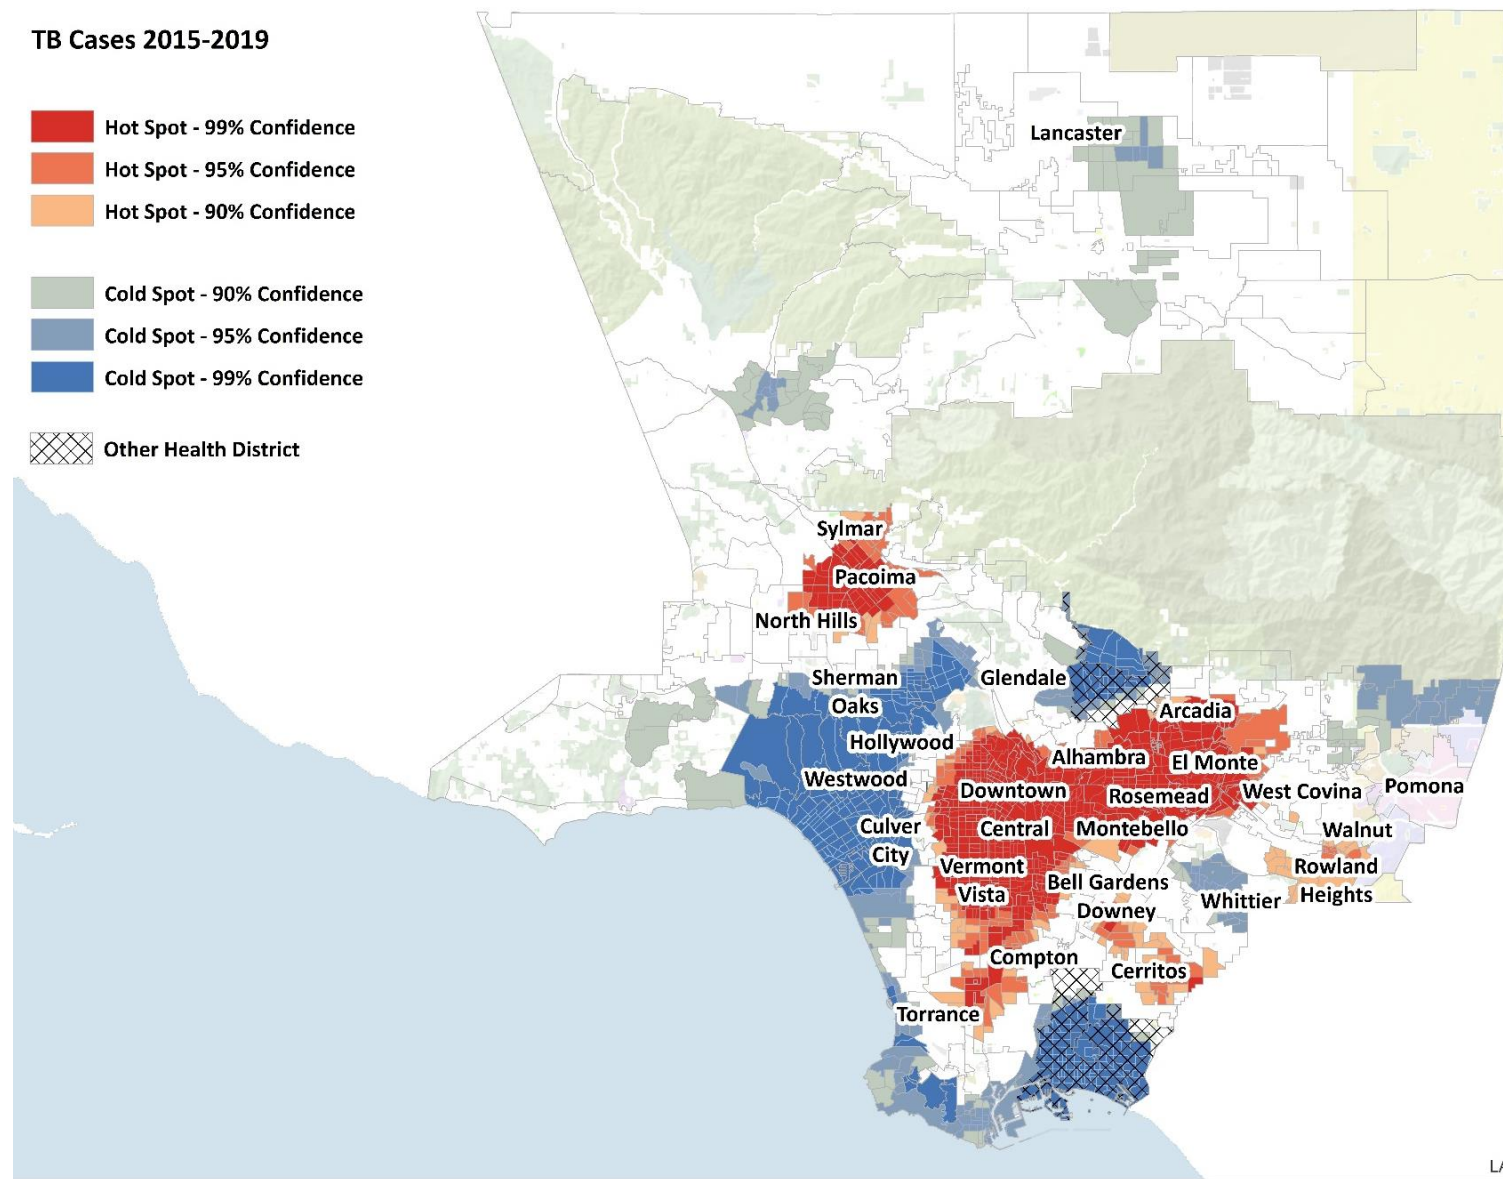 TB Cases 2015-2019
Hot Spot - 99% Confidence
Hot Spot - 95% Confidence
Hot Spot - 90% Confidence
Cold Spot - 90% Confidence
Cold Spot - 95% Confidence
Cold Spot - 99% Confidence
Other Health District
Lancaster
Sylmar
Pacoima
North Hills
Sherman
Oaks
Glendale
Hollywood
Arcadia
Alhambra
El Monte
Westwood
Downtown
Rosemead
West Covina
Pomona
Culver
City
Central
Montebello
Walnut
Vermont
Vista
Bell Gardens
Rowland
Heights
Whittier
Downey
Compton
Cerritos
Torrance
LA